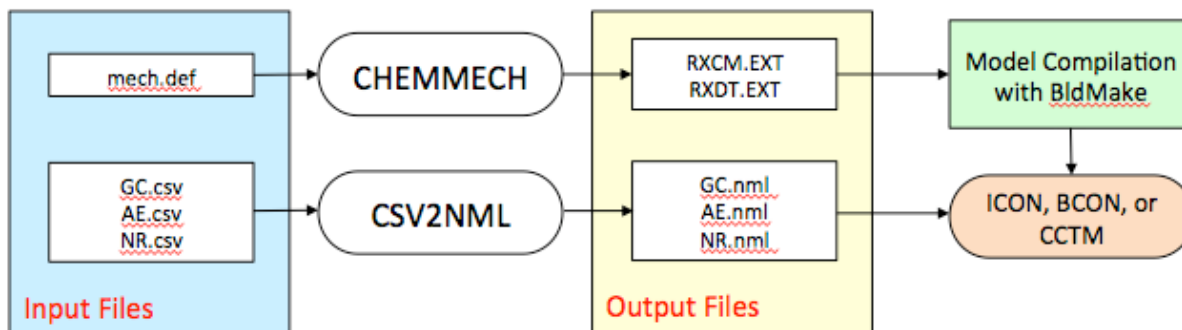 mech.def
CHEMMECH
RXCM.EXT
RXDT.EXT
Model Compilation
with BldMake
GC.csv
AE.csv
NR.csv
CSV2NML
GC.nml
AE.nml
NR.nml
ICON, BCON, or
CCTM
Input Files
Output Files